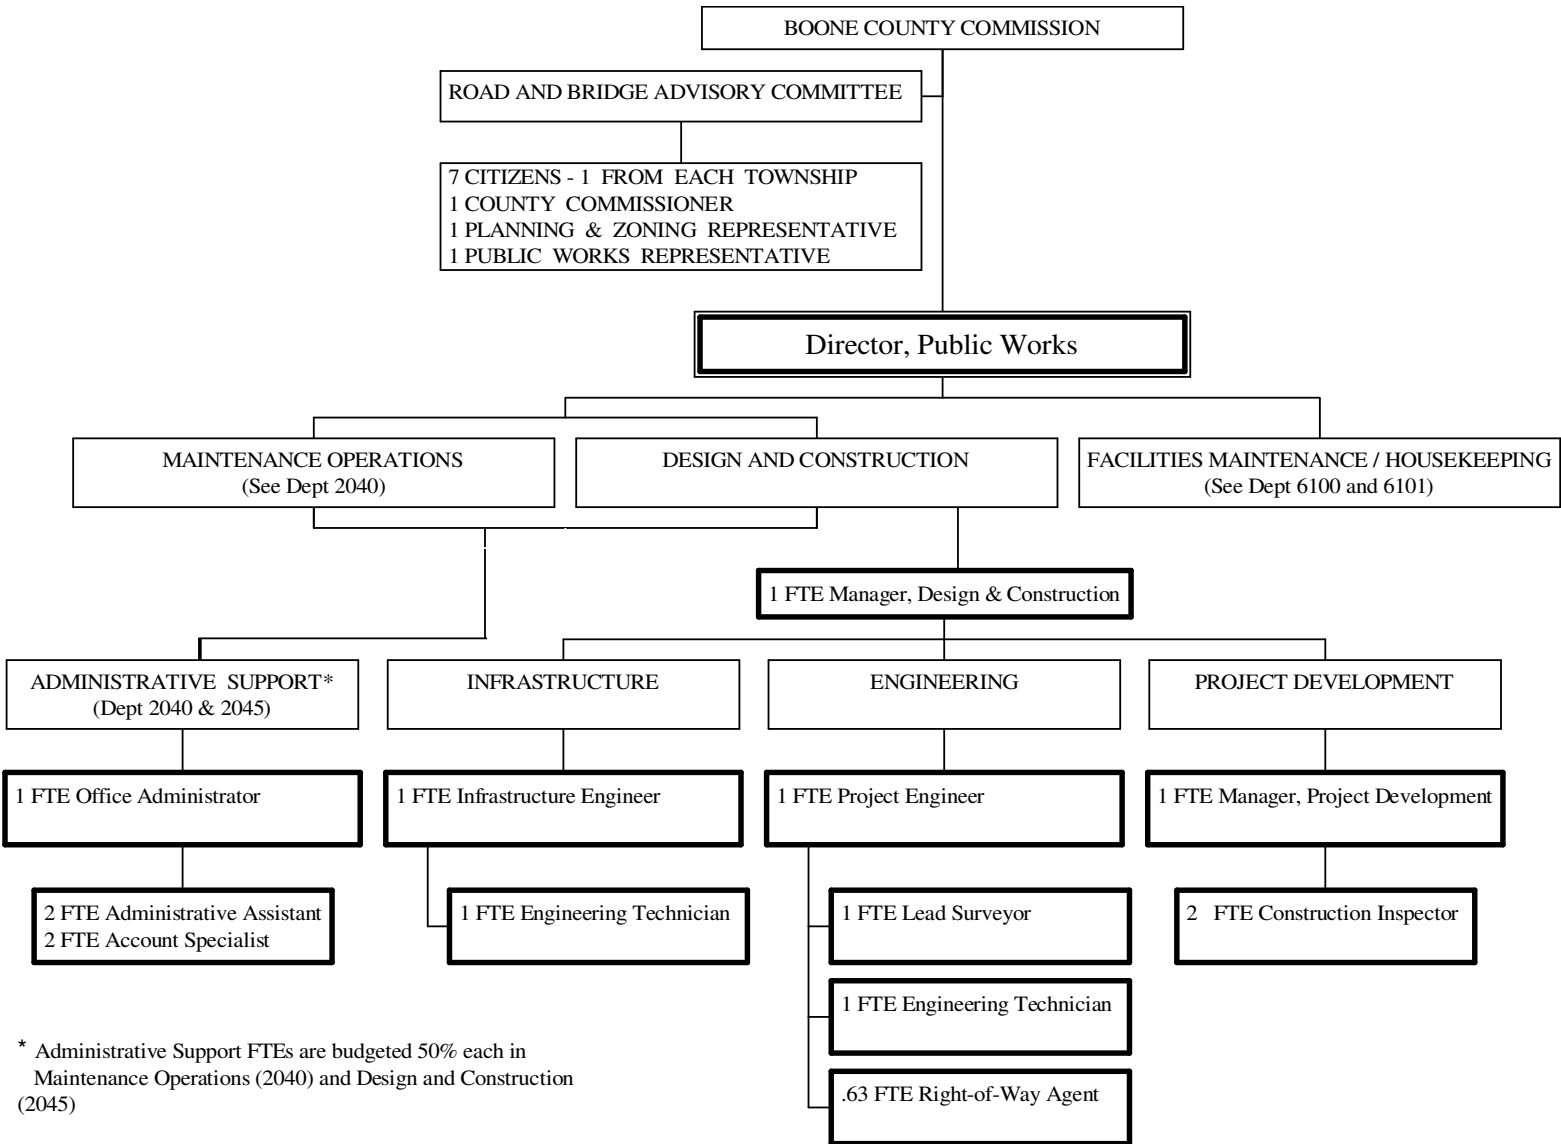 BOONE COUNTY COMMISSION
ROAD AND BRIDGE ADVISORY COMMITTEE
7 CITIZENS - 1 FROM EACH TOWNSHIP
1 COUNTY COMMISSIONER
1 PLANNING & ZONING REPRESENTATIVE
1 PUBLIC WORKS REPRESENTATIVE
Director, Public Works
MAINTENANCE OPERATIONS
(See Dept 2040)
DESIGN AND CONSTRUCTION
FACILITIES MAINTENANCE / HOUSEKEEPING
(See Dept 6100 and 6101)
1 FTE Manager, Design & Construction
ADMINISTRATIVE SUPPORT*
(Dept 2040 & 2045)
INFRASTRUCTURE
ENGINEERING
PROJECT DEVELOPMENT
1 FTE Office Administrator
1 FTE Infrastructure Engineer
1 FTE Project Engineer
1 FTE Manager, Project Development
2 FTE Administrative Assistant
2 FTE Account Specialist
1 FTE Engineering Technician
1 FTE Lead Surveyor
2 FTE Construction Inspector
1 FTE Engineering Technician
.63 FTE Right-of-Way Agent
* Administrative Support FTEs are budgeted 50% each in
Maintenance Operations (2040) and Design and Construction
(2045)